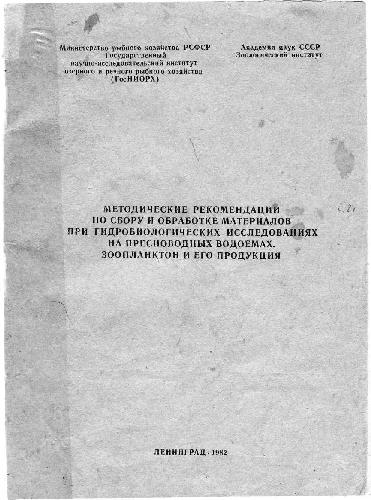 Министерство рыбного хозяйства РСФСР
Государственный
научно-исследовательский институт
озерного и речного рыбного хозяйства
(ГосНИОРХ)
Академия наук СССР
Зоологический институт
МЕТОДИЧЕСКИЕ РЕКОМЕНДАЦИИ
ПО СБОРУ И ОБРАБОТКЕ МАТЕРИАЛОВ
ПРИ ГИДРОБИОЛОГИЧЕСКИХ ИССЛЕДОВАНИЯХ
НА ПРЕСНОВОДНЫХ ВОДОЕМАХ.
ЗООПЛАНКТОН И ЕГО ПРОДУКЦИЯ
ЛЕНИНГРАД - 1982